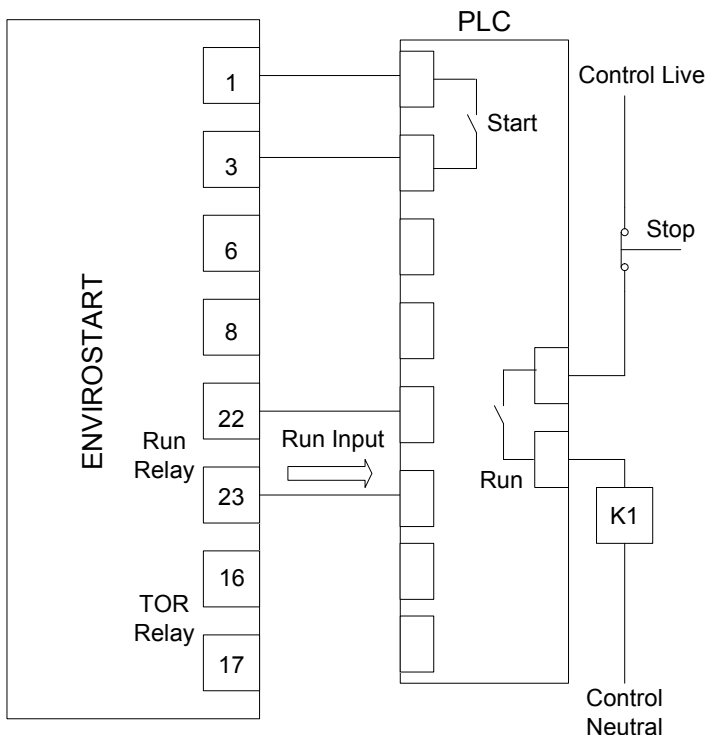 PLC
Control Live
1
Start
3
Stop
6
8
ENVIROSTART
22
Run
Relay
Run Input
23
Run
K1
16
TOR
Relay
17
Control
Neutral